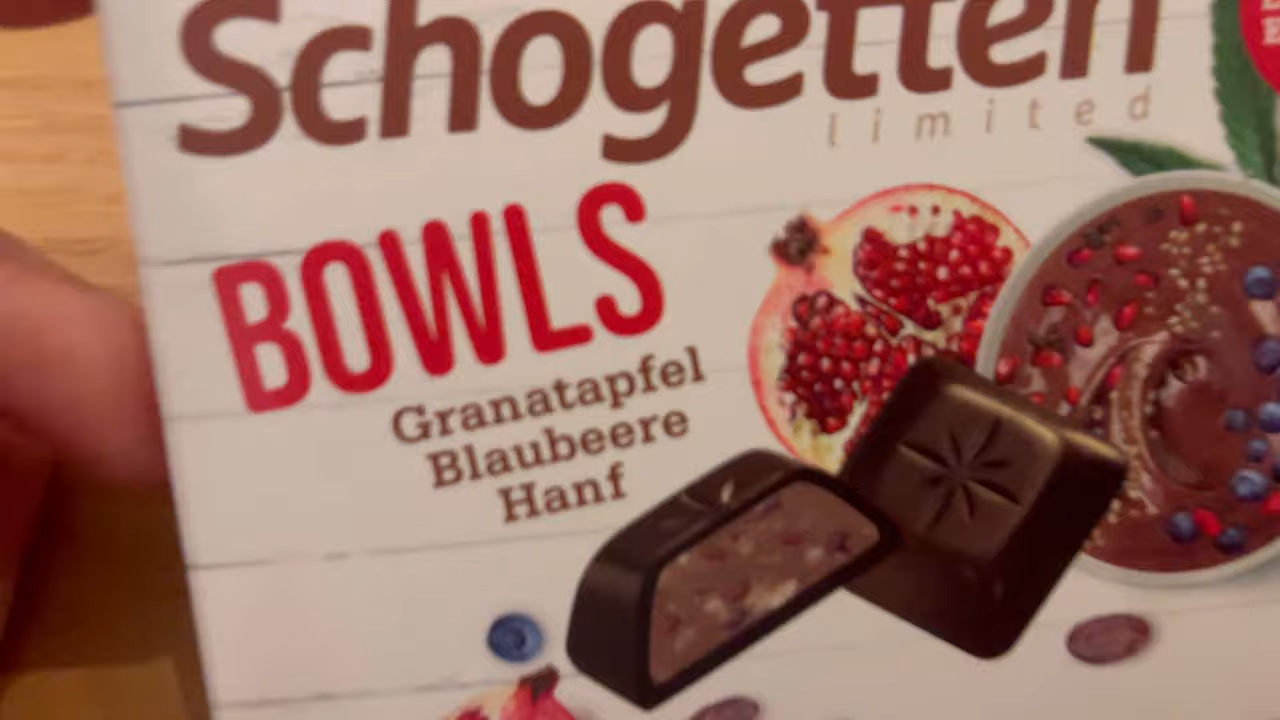 Schogetten
limited
BOWLS
Granatapfel
Blaubeere
Hanf